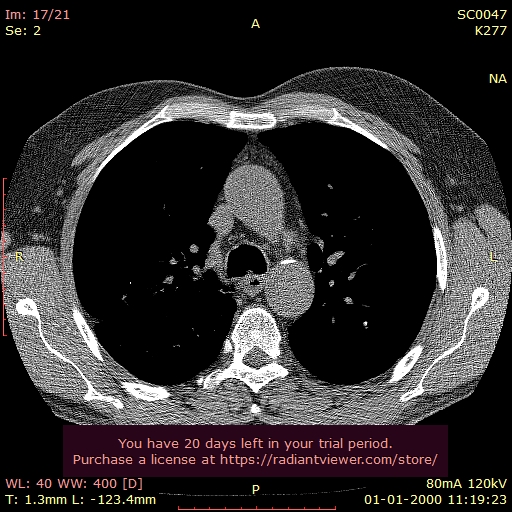 Im: 17/21
Se: 2
A
SC0047
K277
NA
R
L
You have 20 days left in your trial period.
Purchase a license at https://radiantviewer.com/store/
WL: 40 WW: 400 [D]
T: 1.3mm L: -123.4mm
P
80mA 120kV
01-01-2000 11:19:23